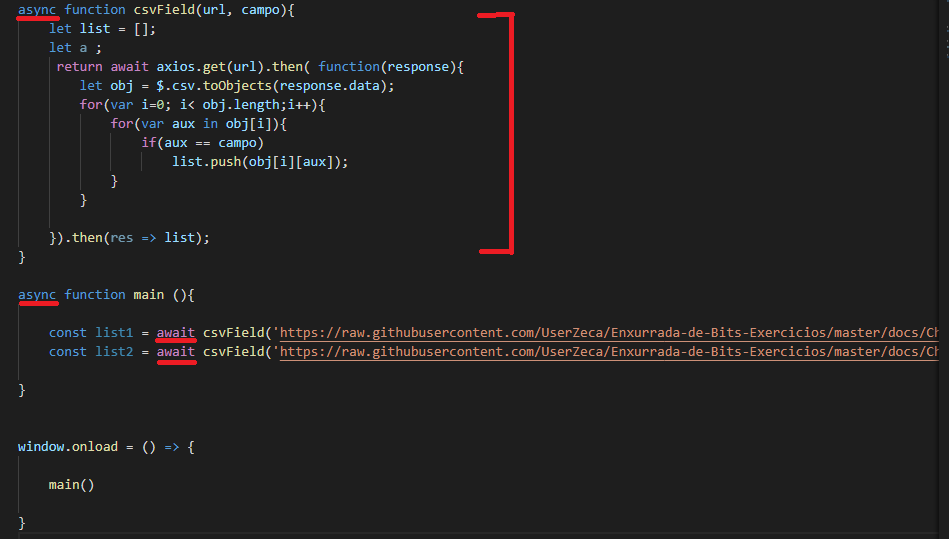 async function csvField(url, campo){
let list = [];
let a ;
return await axios.get(url).then( function(response){
let obj = $.csv.toObjects(response.data);
for(var i=0; i< obj.length;i++){
for(var aux in obj[i]){
if(aux == campo)
list.push(obj[i][aux]);
}
}
}).then(res => list);
}
async function main (){
const list1 = await csvField('https://raw.githubusercontent.com/UserZeca/Enxurrada-de-Bits-Exercicios/master/docs/Ch
const list2 = await csvField('https://raw.githubusercontent.com/UserZeca/Enxurrada-de-Bits-Exercicios/master/docs/Ch
}
window.onload = () => {
main()
}